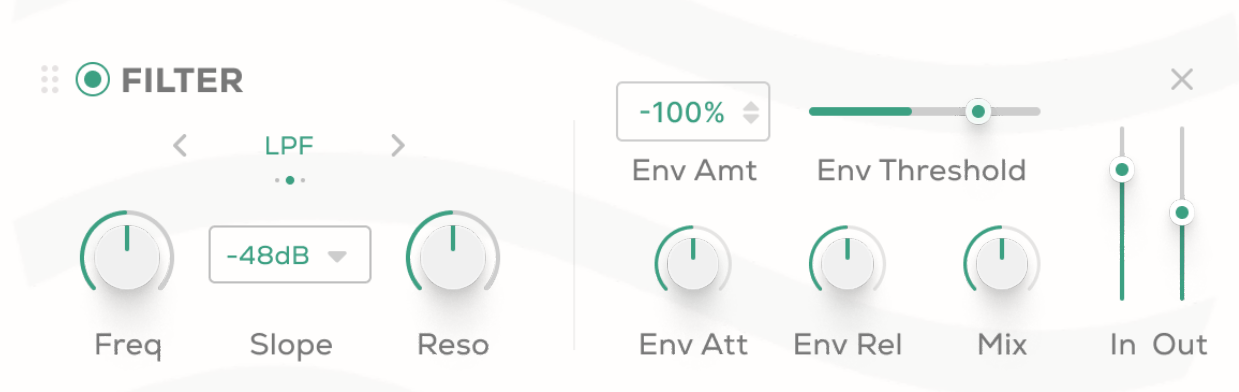 FILTER
LPF
-48dB
Freq
Slope
Reso
-100%
Env Amt
Env Threshold
Env Att
Env Rel
Mix
In
Out